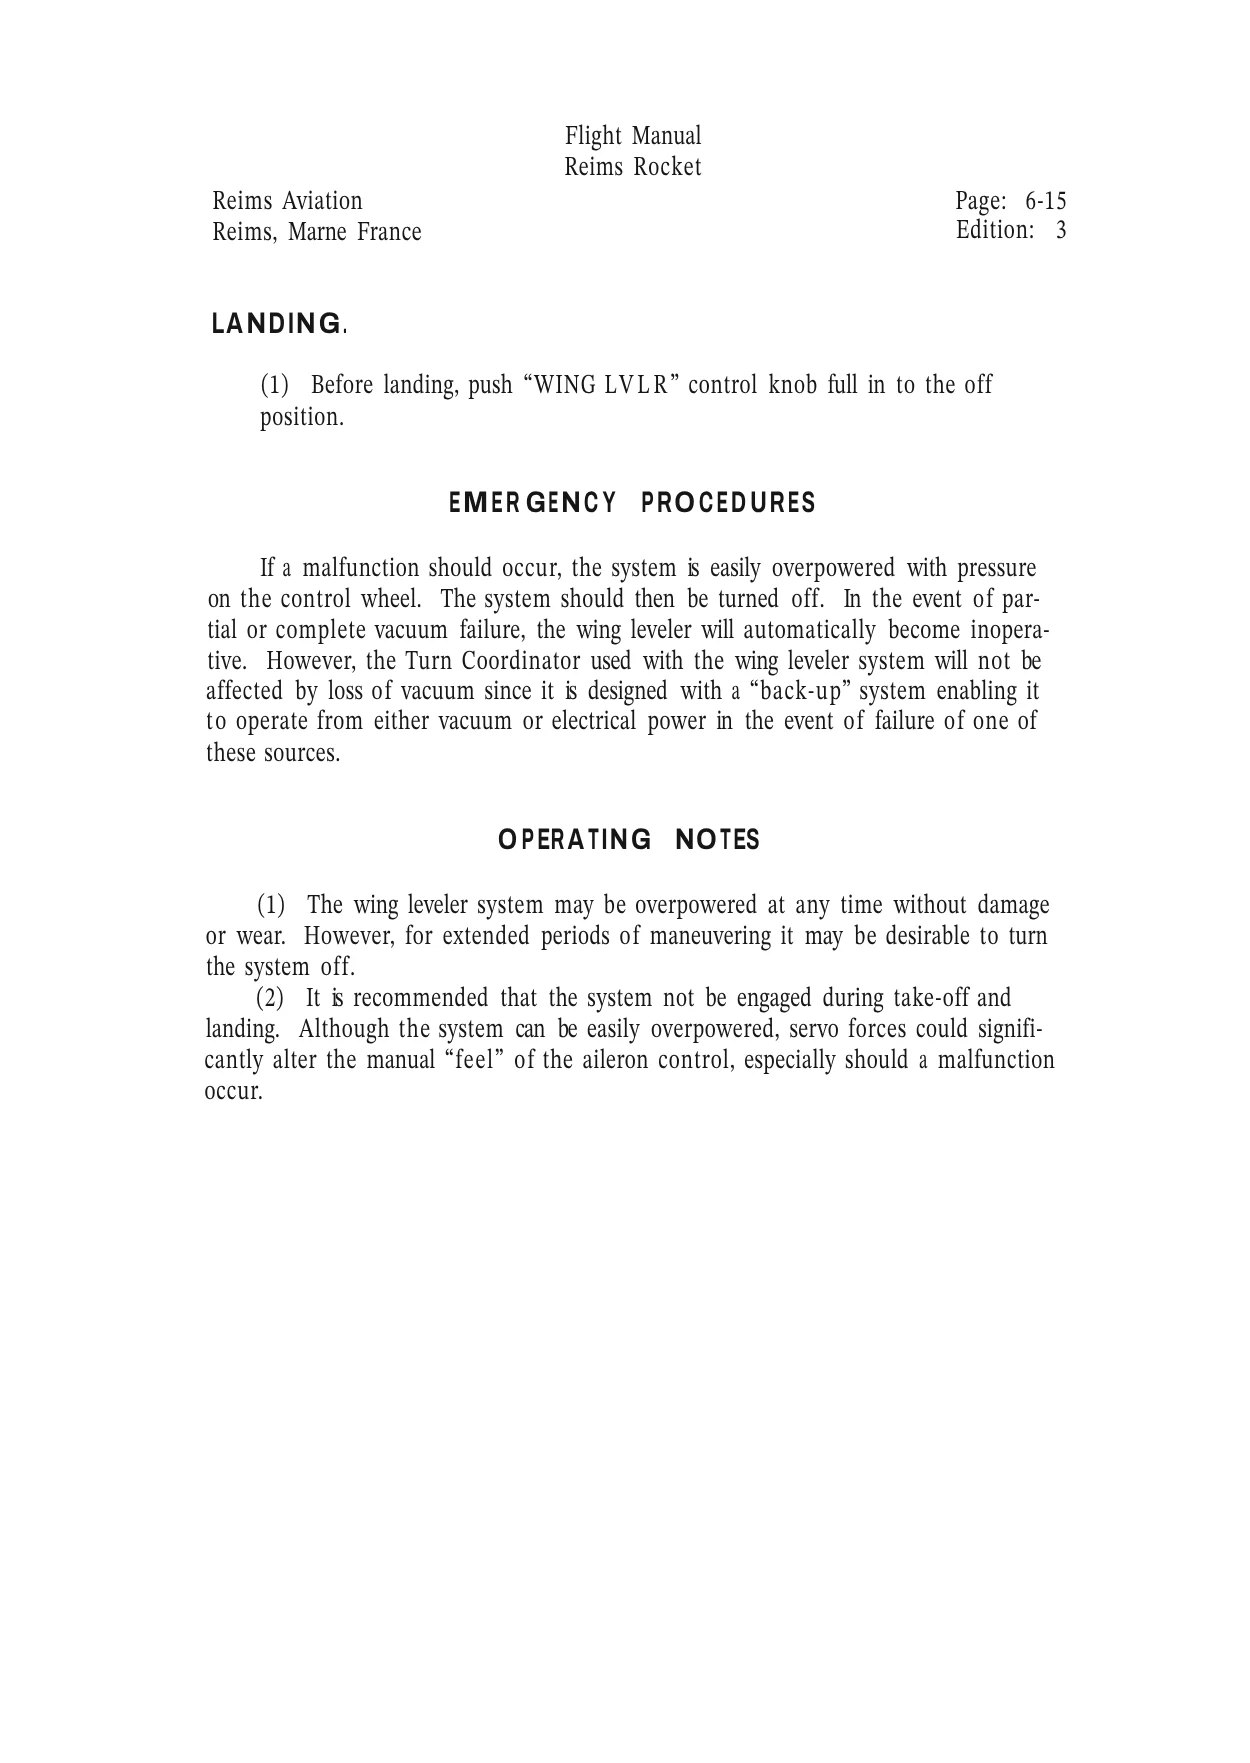 Flight Manual
Reims Rocket
Reims Aviation
Page: 6-15
Reims, Marne France
Edition: 3
LANDING.
(1) Before landing, push “WING LVLR” control knob full in to the off
position.
EMERGENCY PROCEDURES
If a malfunction should occur, the system is easily overpowered with pressure
on the control wheel. The system should then be turned off. In the event of par-
tial or complete vacuum failure, the wing leveler will automatically become inopera-
tive. However, the Turn Coordinator used with the wing leveler system will not be
affected by loss of vacuum since it is designed with a “back-up” system enabling it
to operate from either vacuum or electrical power in the event of failure of one of
these sources.
OPERATING NOTES
(1) The wing leveler system may be overpowered at any time without damage
or wear. However, for extended periods of maneuvering it may be desirable to turn
the system off.
(2) It is recommended that the system not be engaged during take-off and
landing. Although the system can be easily overpowered, servo forces could signifi-
cantly alter the manual “feel” of the aileron control, especially should a malfunction
occur.